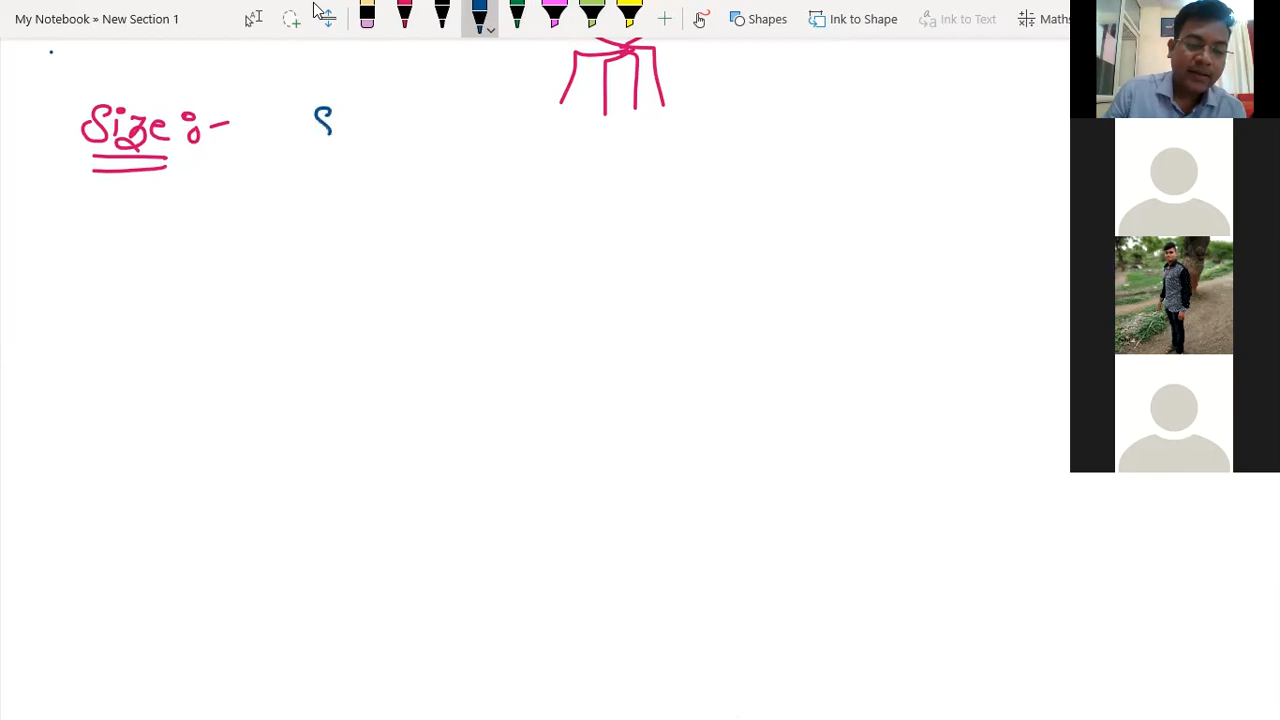 My Notebook » New Section 1
Shapes
Ink to Shape
Ink to Text
Maths
Size :-
S